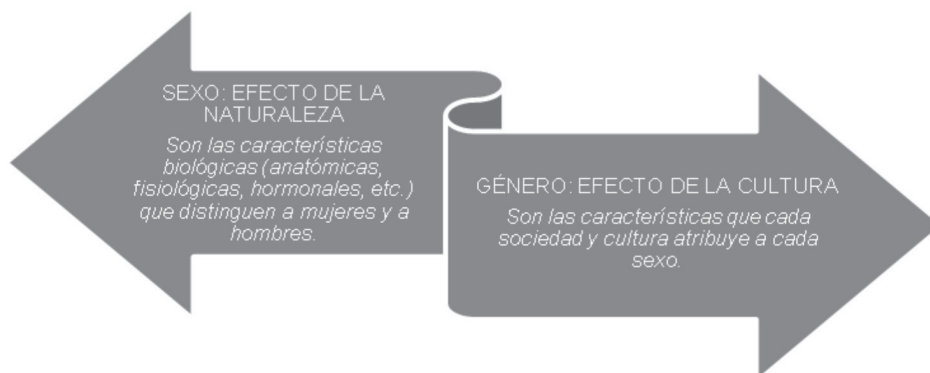 SEXO: EFECTO DE LA
NATURALEZA
Son las características
biológicas (anatómicas,
fisiológicas, hormonales, etc.)
que distinguen a mujeres y a
hombres.
GÉNERO: EFECTO DE LA CULTURA
Son las características que cada
sociedad y cultura atribuye a cada
sexo.